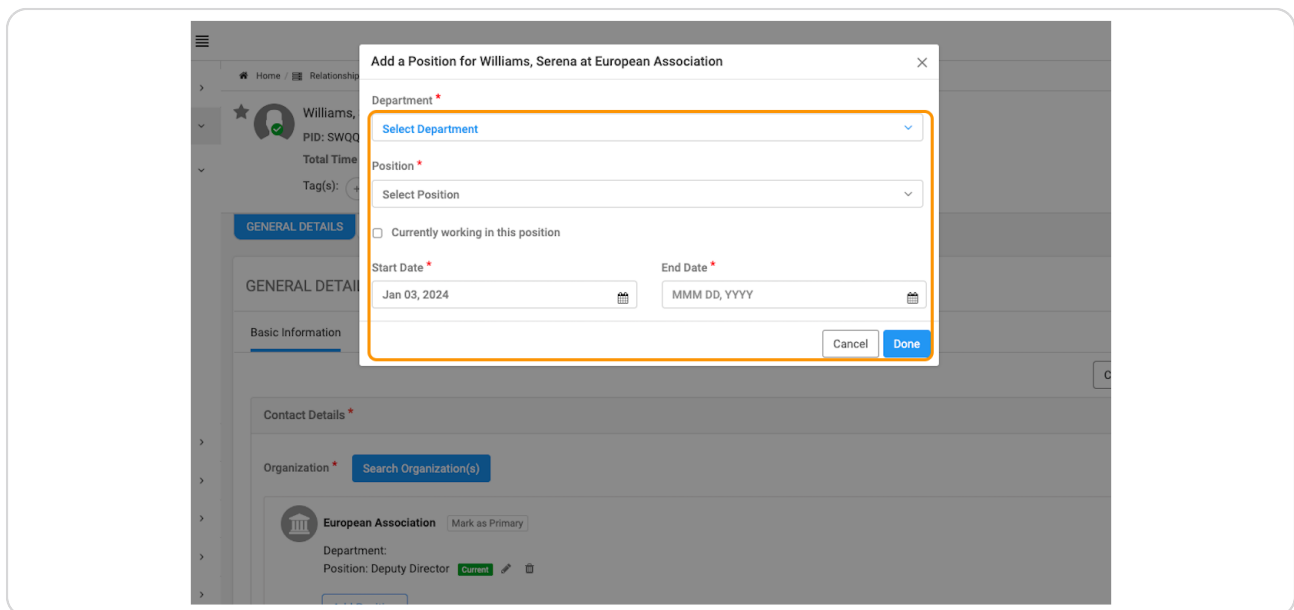 Add a Position for Williams, Serena at European Association
Home / Relationship
Department *
Select Department
Williams,
PID: SWQQ
Total Time
Tag(s): +
Position *
Select Position
GENERAL DETAILS
Currently working in this position
Start Date *
End Date *
GENERAL DETAI
Jan 03, 2024
MMM DD, YYYY
Basic Information
Cancel
Done
Contact Details *
Organization *
Search Organization(s)
European Association
Mark as Primary
Department:
Position: Deputy Director Current